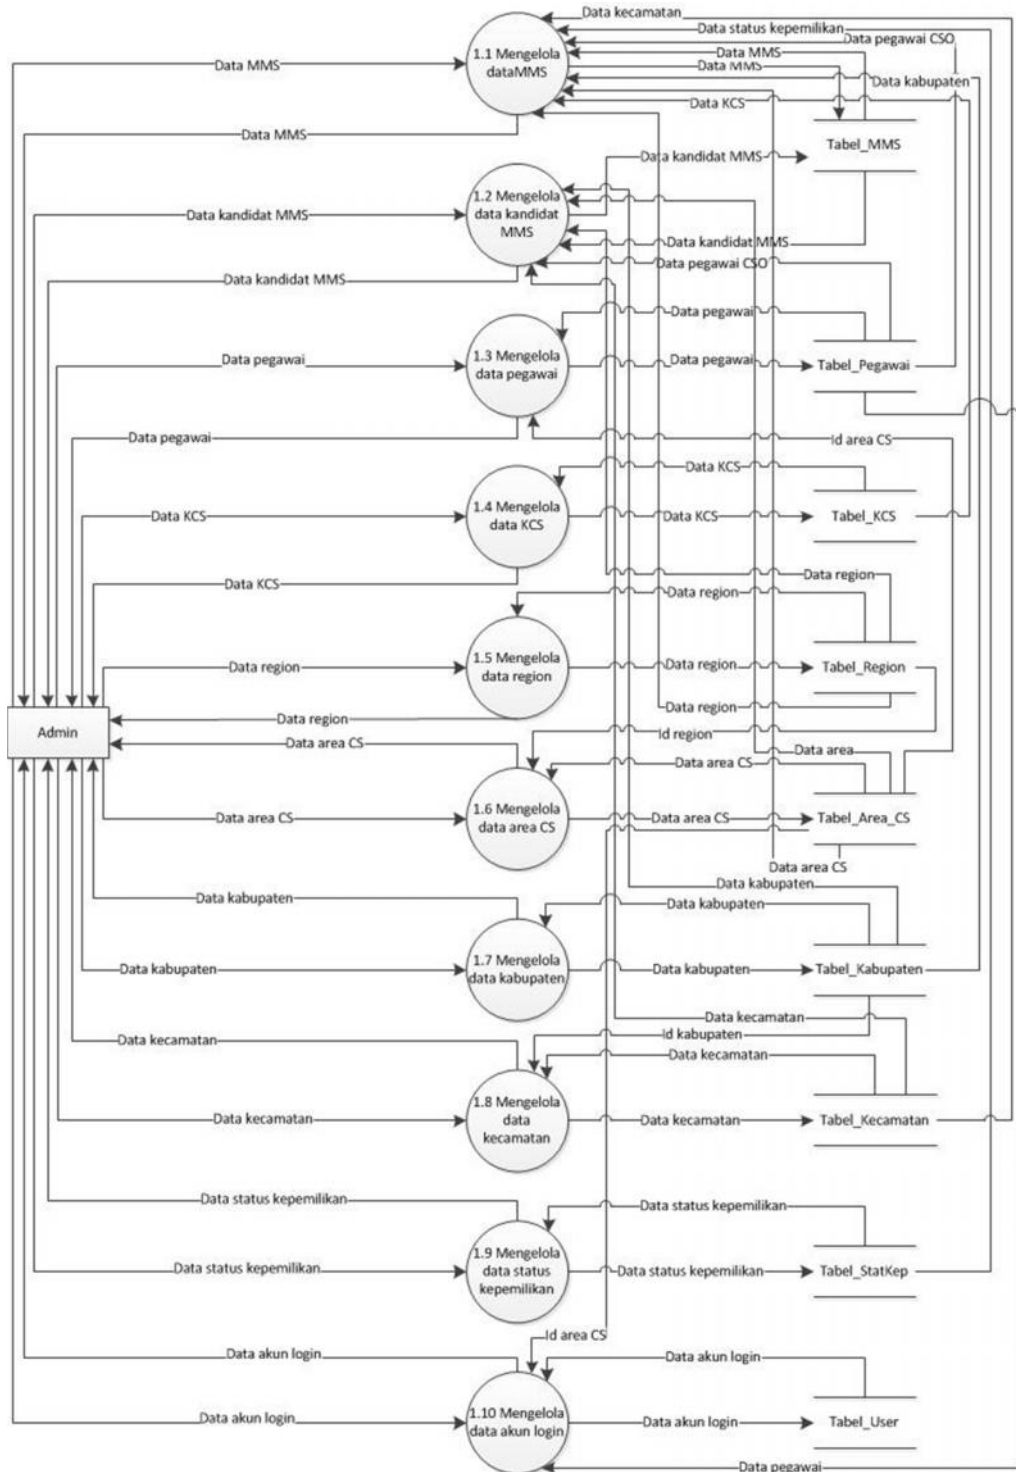 Data kecamatan
Data status kepemilikan
Data pegawai CSO
1.1 Mengelola
dataMMS
Data MMS
Data MMS
Data MMS
Data kabupaten
Data KCS
Data MMS
Tabel_MMS
Data kandidat MMS
1.2 Mengelola
data kandidat
MMS
Data kandidat MMS
Data kandidat MMS
Data pegawai CSO
Data kandidat MMS
Data pegawai
1.3 Mengelola
data pegawai
Data pegawai
Data pegawai
Tabel_Pegawai
Data pegawai
Id area CS
Data KCS
1.4 Mengelola
data KCS
Data KCS
Data KCS
Tabel_KCS
Data KCS
Data region
Data region
1.5 Mengelola
data region
Data region
Data region
Tabel_Region
Data region
Data region
Id region
Admin
Data area CS
Data area
Data area CS
1.6 Mengelola
data area CS
Data area CS
Data area CS
Tabel_Area_CS
Data area CS
Data kabupaten
Data kabupaten
Data kabupaten
1.7 Mengelola
data kabupaten
Data kabupaten
Data kabupaten
Tabel_Kabupaten
Data kecamatan
Id kabupaten
Data kecamatan
Data kecamatan
1.8 Mengelola
data
kecamatan
Data kecamatan
Data kecamatan
Tabel_Kecamatan
Data status kepemilikan
Data status kepemilikan
1.9 Mengelola
data status
kepemilikan
Data status kepemilikan
Data status kepemilikan
Tabel_StatKep
Id area CS
Data akun login
Data akun login
1.10 Mengelola
data akun login
Data akun login
Data akun login
Tabel_User
Data pegawai